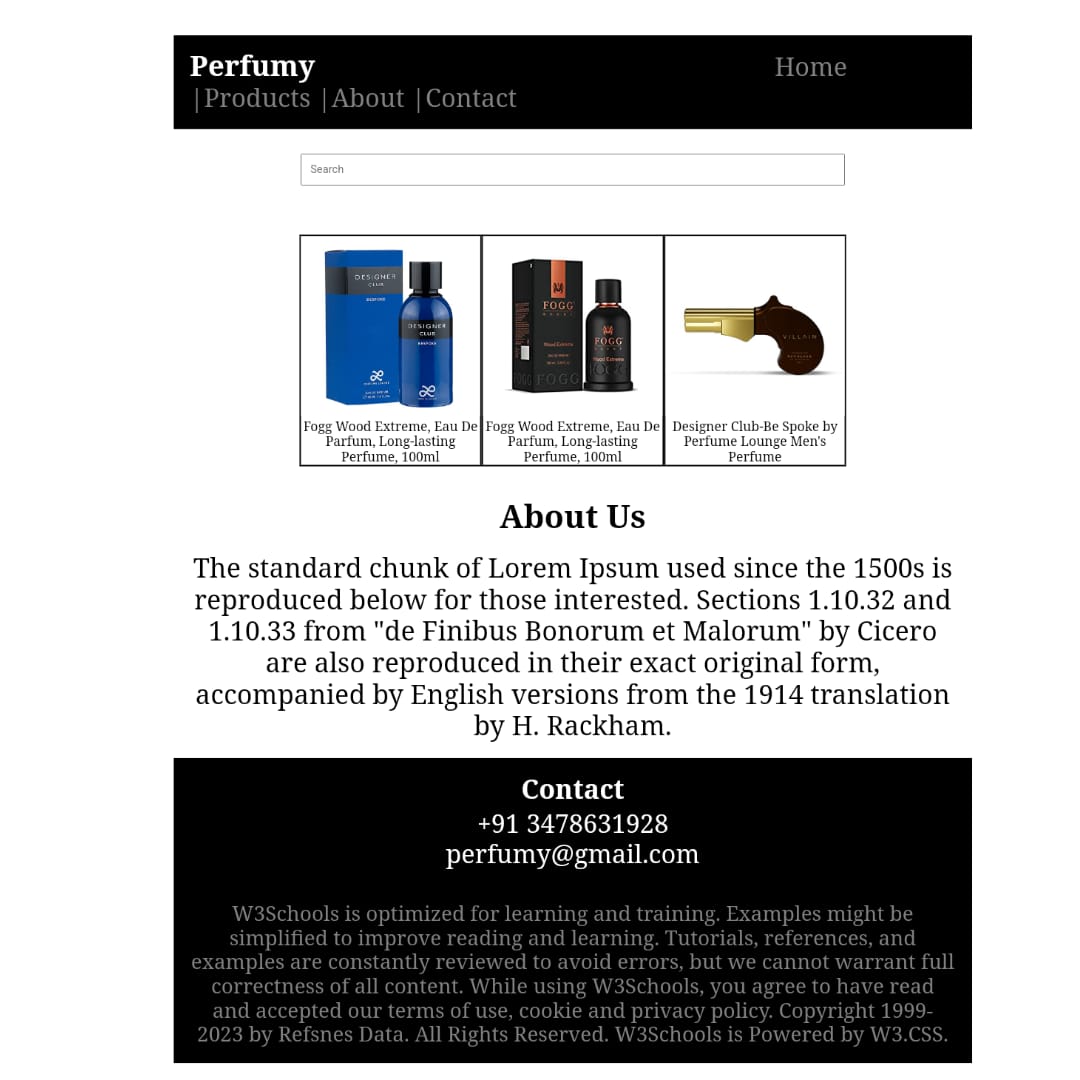 Perfumy Home
|Products |About |Contact
Search
DESIGNER
CLUB
BESPOKE
DESIGNER
CLUB
BESPOKE
FOGG
Wood Extreme
FOGG
FOGG
Wood Extreme
FOGG
VILLAIN
Fogg Wood Extreme, Eau De
Parfum, Long-lasting
Perfume, 100ml
Fogg Wood Extreme, Eau De
Parfum, Long-lasting
Perfume, 100ml
Designer Club-Be Spoke by
Perfume Lounge Men's
Perfume
About Us
The standard chunk of Lorem Ipsum used since the 1500s is
reproduced below for those interested. Sections 1.10.32 and
1.10.33 from "de Finibus Bonorum et Malorum" by Cicero
are also reproduced in their exact original form,
accompanied by English versions from the 1914 translation
by H. Rackham.
Contact
+91 3478631928
perfumy@gmail.com
W3Schools is optimized for learning and training. Examples might be
simplified to improve reading and learning. Tutorials, references, and
examples are constantly reviewed to avoid errors, but we cannot warrant full
correctness of all content. While using W3Schools, you agree to have read
and accepted our terms of use, cookie and privacy policy. Copyright 1999-
2023 by Refsnes Data. All Rights Reserved. W3Schools is Powered by W3.CSS.